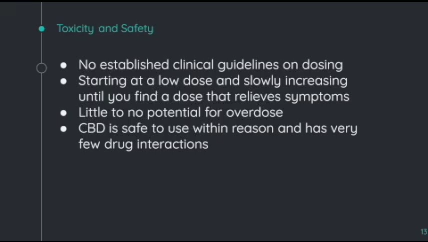 Toxicity and Safety
● No established clinical guidelines on dosing
● Starting at a low dose and slowly increasing
until you find a dose that relieves symptoms
● Little to no potential for overdose
● CBD is safe to use within reason and has very
few drug interactions
13